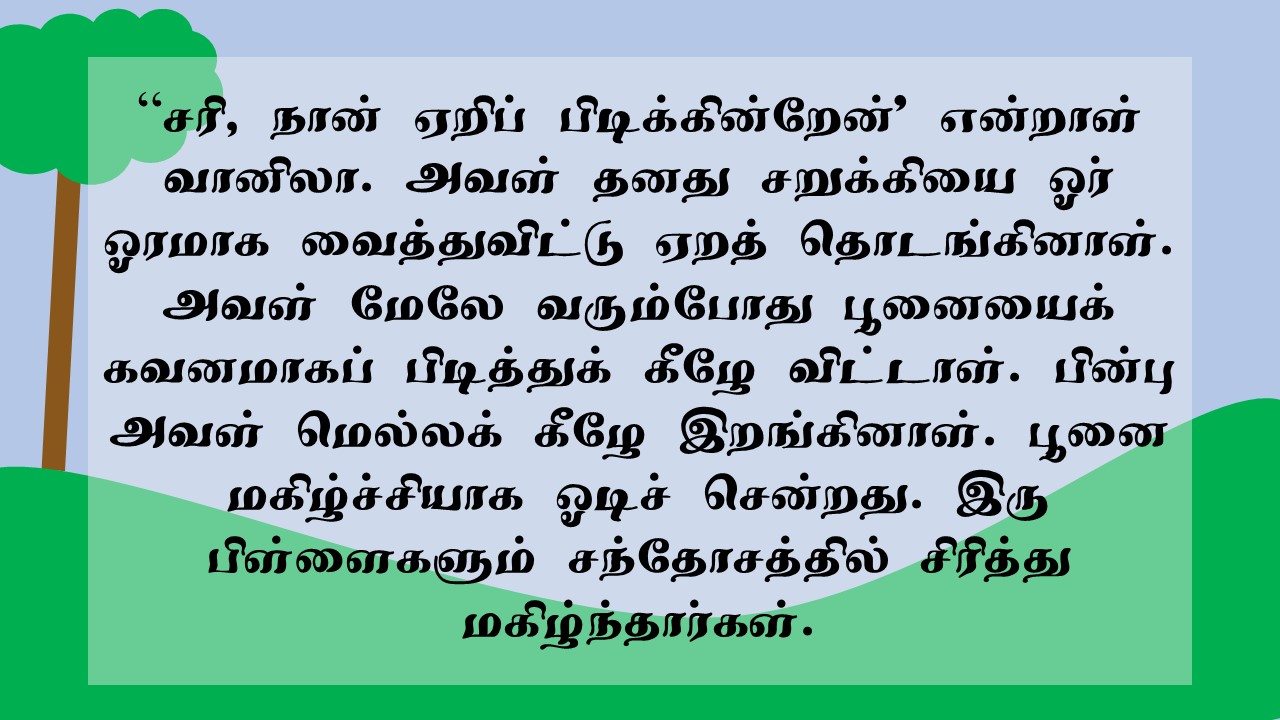 “சரி, நான் ஏறிப் பிடிக்கின்றேன்’ என்றாள்
வானிலா. அவள் தனது சறுக்கியை ஓர்
ஓரமாக வைத்துவிட்டு ஏறத் தொடங்கினாள்.
அவள் மேலே வரும்போது பூனையைக்
கவனமாகப் பிடித்துக் கீழே விட்டாள். பின்பு
அவள் மெல்லக் கீழே இறங்கினாள். பூனை
மகிழ்ச்சியாக ஓடிச் சென்றது. இரு
பிள்ளைகளும் சந்தோசத்தில் சிரித்து
மகிழ்ந்தார்கள்.